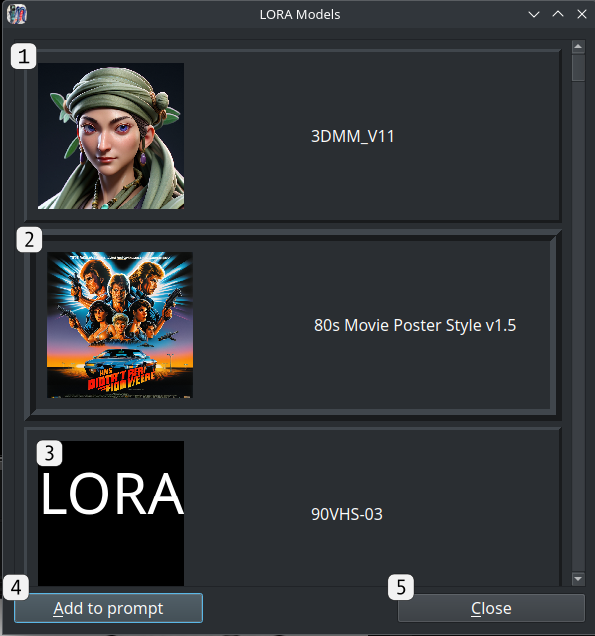 LORA Models
1
3DMM_V11
2
80s Movie Poster Style v1.5
3
LORA
90VHS-03
4
Add to prompt
5
Close